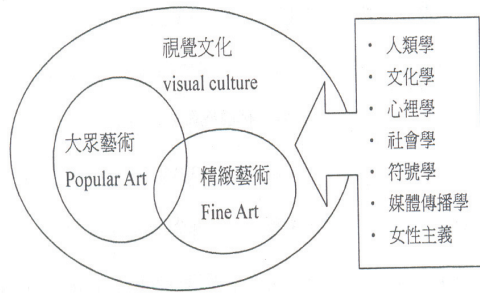 視覺文化
visual culture
大眾藝術
Popular Art
精緻藝術
Fine Art
· 人類學
· 文化學
· 心裡學
· 社會學
· 符號學
· 媒體傳播學
· 女性主義